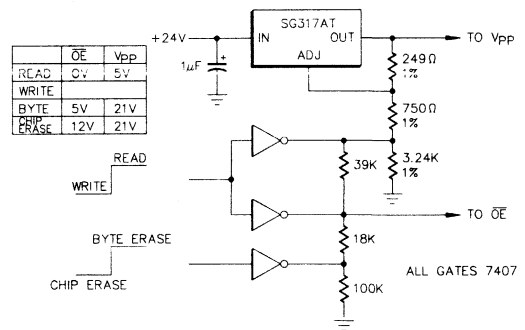 SG317AT
+24V
IN
OUT
ADJ
TO Vpp
1μF
+
249Ω
1%
750Ω
1%
3.24K
1%
OE Vpp
READ 0V 5V
WRITE
BYTE 5V 21V
CHIP ERASE 12V 21V
READ
WRITE
39K
TO OE
18K
BYTE ERASE
CHIP ERASE
100K
ALL GATES 7407